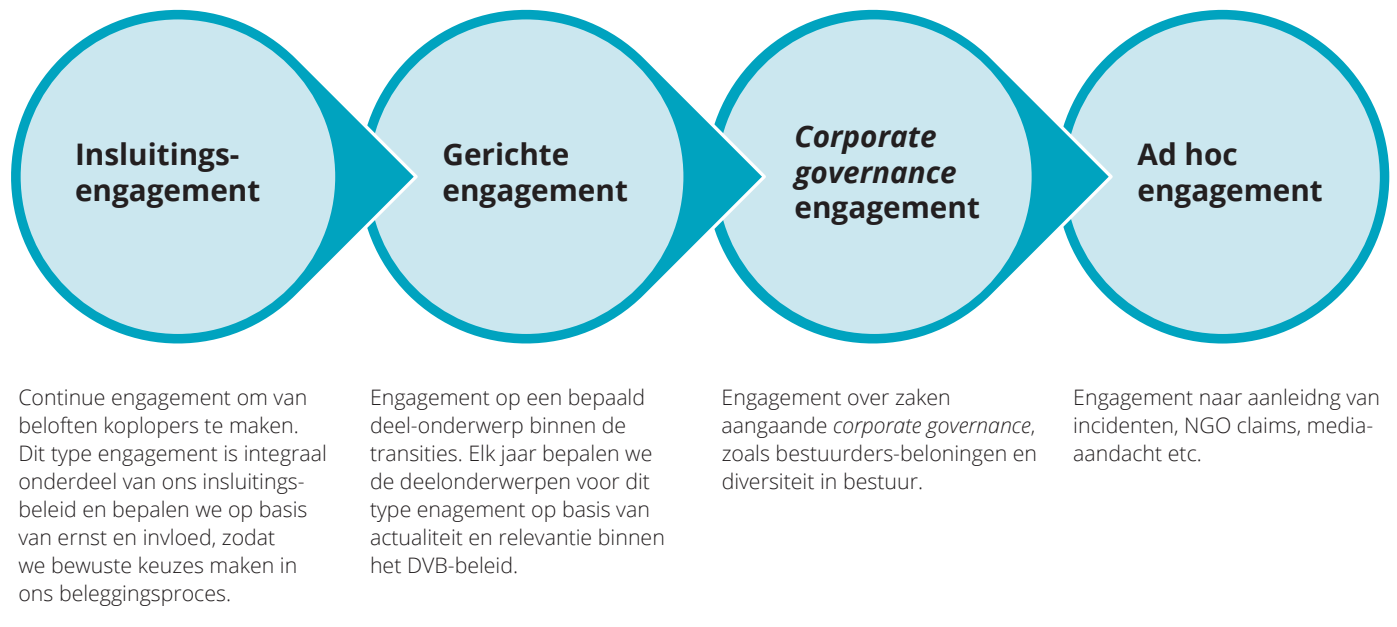 Insluitings-
engagement
Gerichte
engagement
Corporate
governance
engagement
Ad hoc
engagement
Continue engagement om van
beloften koplopers te maken.
Dit type engagement is integraal
onderdeel van ons insluitings-
beleid en bepalen we op basis
van ernst en invloed, zodat
we bewuste keuzes maken in
ons beleggingsproces.
Engagement op een bepaald
deel-onderwerp binnen de
transities. Elk jaar bepalen we
de deelonderwerpen voor dit
type enagement op basis van
actualiteit en relevantie binnen
het DVB-beleid.
Engagement over zaken
aangaande corporate governance,
zoals bestuurders-beloningen en
diversiteit in bestuur.
Engagement naar aanleidng van
incidenten, NGO claims, media-
aandacht etc.